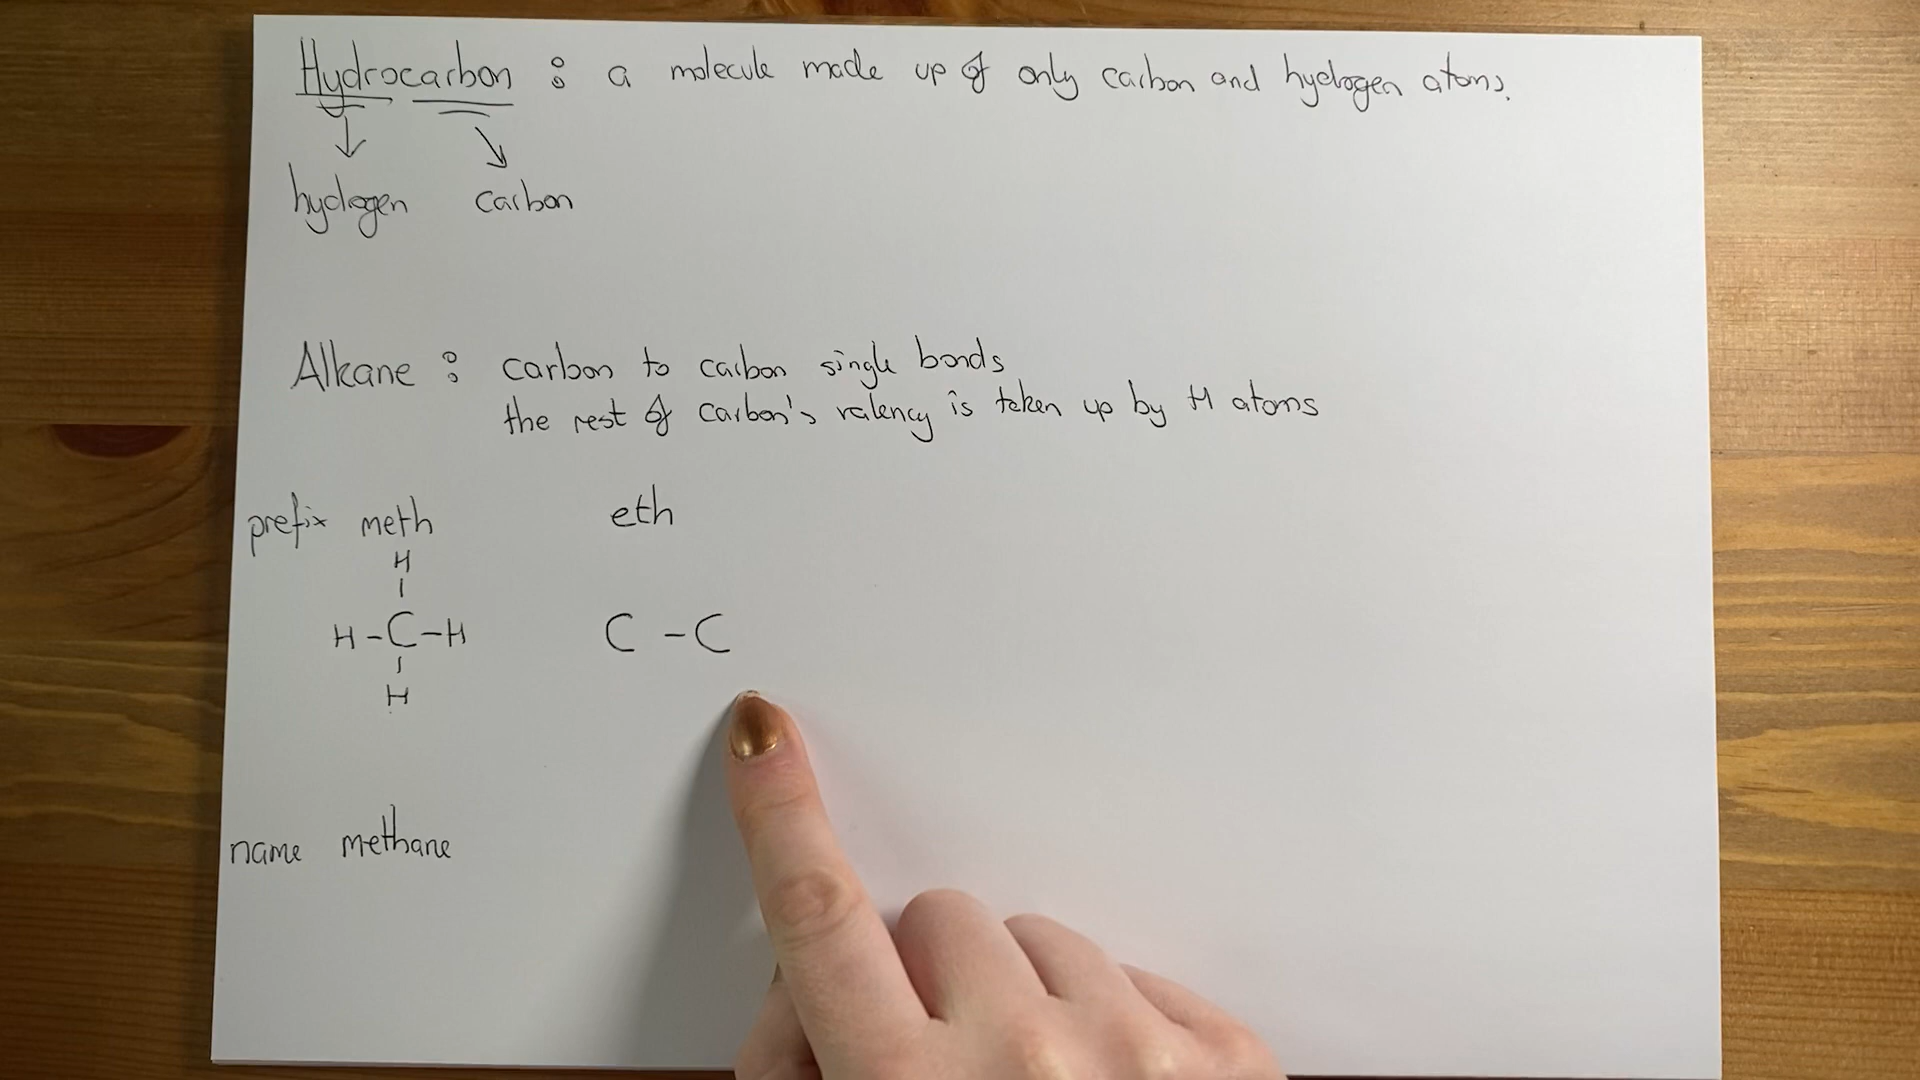 Hydrocarbon : a molecule made up of only carbon and hydrogen atoms.
hydrogen carbon
Alkane : carbon to carbon single bonds
the rest of carbon's valency is taken up by H atoms
prefix meth eth
H
|
H-C-H C-C
|
H
name methane